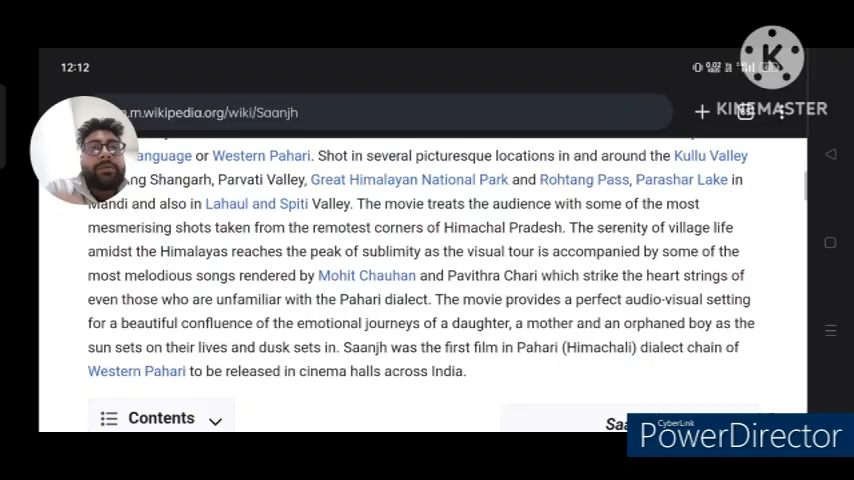 12:12
KINEMASTER
.m.wikipedia.org/wiki/Saanjh
anguage or Western Pahari. Shot in several picturesque locations in and around the Kullu Valley
ng Shangarh, Parvati Valley, Great Himalayan National Park and Rohtang Pass, Parashar Lake in
Mandi and also in Lahaul and Spiti Valley. The movie treats the audience with some of the most
mesmerising shots taken from the remotest corners of Himachal Pradesh. The serenity of village life
amidst the Himalayas reaches the peak of sublimity as the visual tour is accompanied by some of the
most melodious songs rendered by Mohit Chauhan and Pavithra Chari which strike the heart strings of
even those who are unfamiliar with the Pahari dialect. The movie provides a perfect audio-visual setting
for a beautiful confluence of the emotional journeys of a daughter, a mother and an orphaned boy as the
sun sets on their lives and dusk sets in. Saanjh was the first film in Pahari (Himachali) dialect chain of
Western Pahari to be released in cinema halls across India.
Contents
CyberLink
PowerDirector